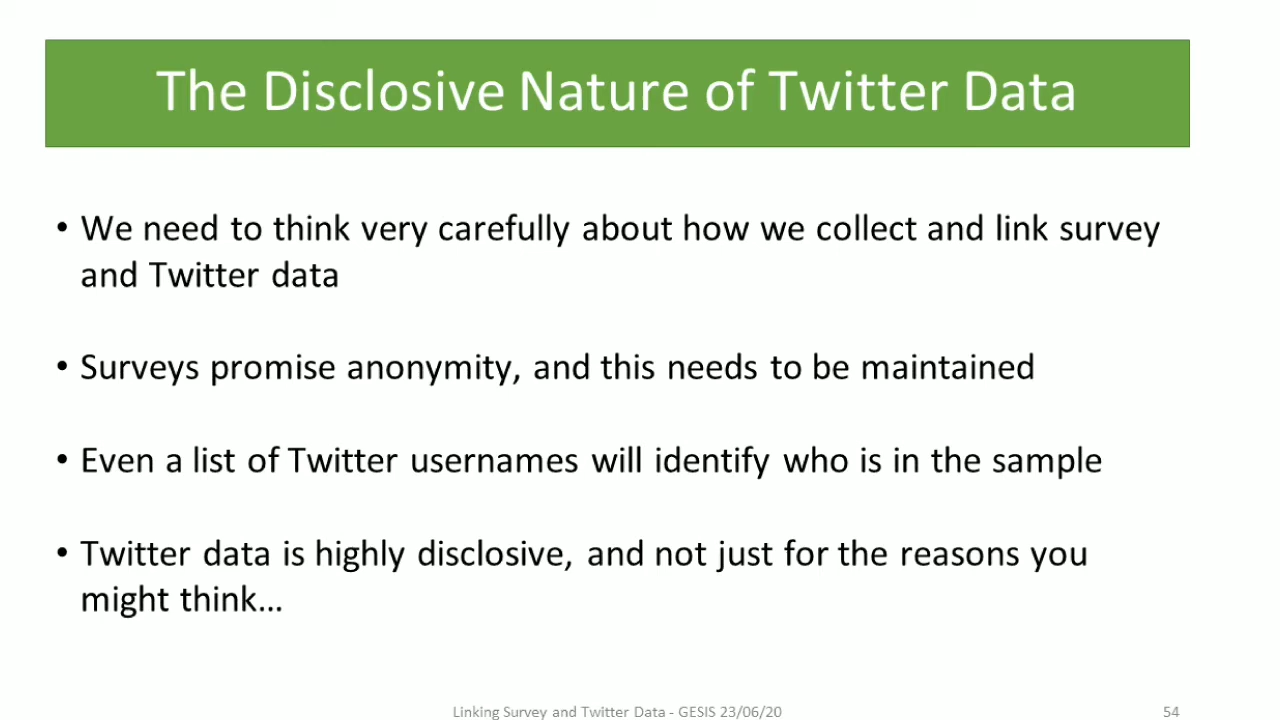 The Disclosive Nature of Twitter Data
• We need to think very carefully about how we collect and link survey
and Twitter data
• Surveys promise anonymity, and this needs to be maintained
• Even a list of Twitter usernames will identify who is in the sample
• Twitter data is highly disclosive, and not just for the reasons you
might think...
Linking Survey and Twitter Data - GESIS 23/06/20
54